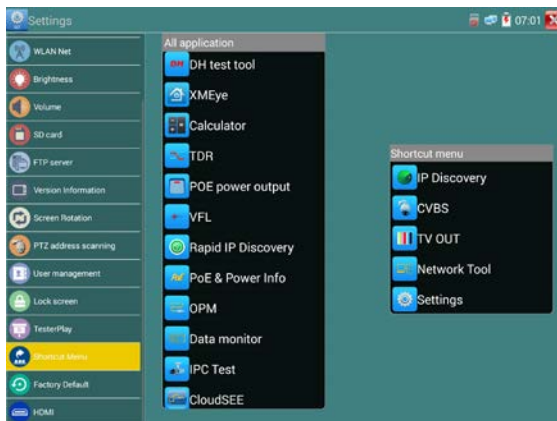 Settings
07:01
WLAN Net
Brightness
Volume
SD card
FTP server
Version Information
Screen Rotation
PTZ address scanning
User management
Lock screen
TesterPlay
Shortcut Menu
Factory Default
HDMI
All application
DH test tool
XMEye
Calculator
TDR
POE power output
VFL
Rapid IP Discovery
PoE & Power Info
OPM
Data monitor
IPC Test
CloudSEE
Shortcut menu
IP Discovery
CVBS
TV OUT
Network Tool
Settings